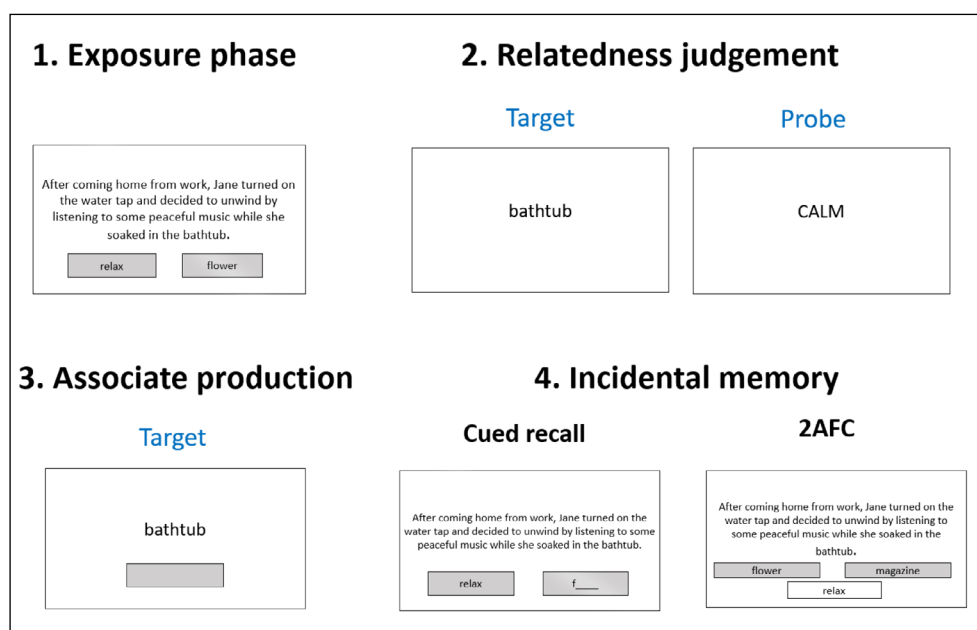 1. Exposure phase
2. Relatedness judgement
Target
Probe
After coming home from work, Jane turned on
the water tap and decided to unwind by
listening to some peaceful music while she
soaked in the bathtub.
relax
flower
bathtub
CALM
3. Associate production
4. Incidental memory
Target
Cued recall
2AFC
bathtub
After coming home from work, Jane turned on the
water tap and decided to unwind by listening to some
peaceful music while she soaked in the bathtub.
relax
f____
After coming home from work, Jane turned on the
water tap and decided to unwind by listening to
some peaceful music while she soaked in the
bathtub.
flower
magazine
relax